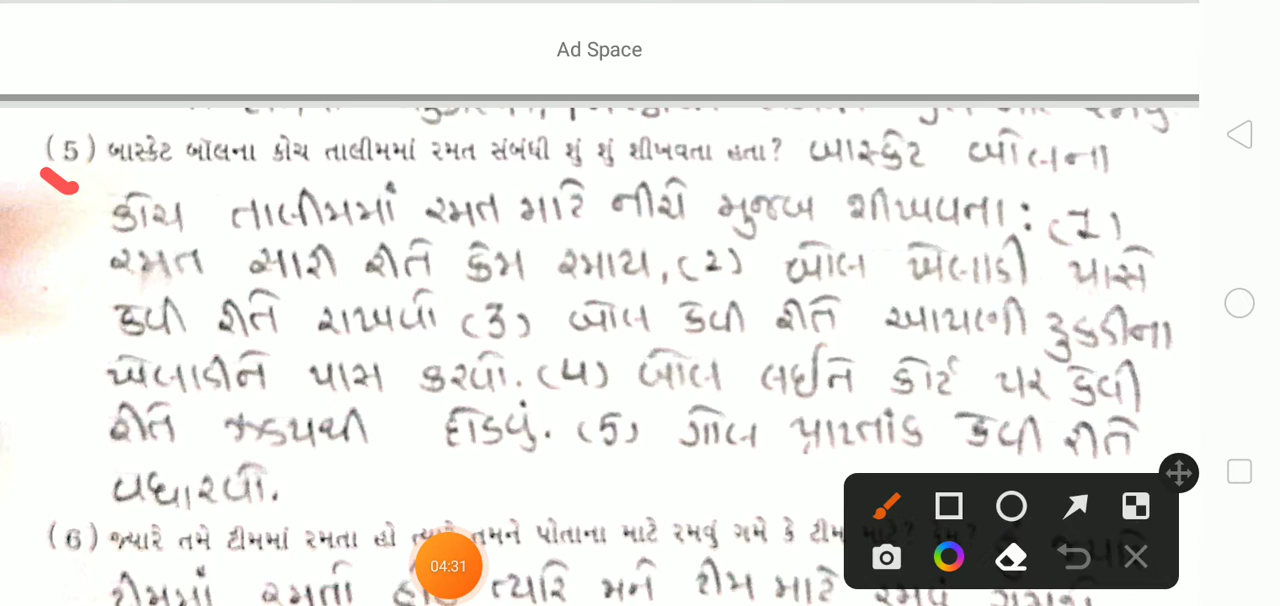 Ad Space
(5) બાસ્કેટ બૉલના કોચ તાલીમમાં રમત સંબંધી શું શું શીખવતા હતા? બાસ્કેટ બોલના
કોચ તાલીમમાં રમત માટે નીચે મુજબ શીખવતા: (1)
રમત સારી રીતે કેમ રમાય, (2) બોલ ખેલાડી પાસે
કેવી રીતે રાખવો (3) બોલ કેવી રીતે આપણી ટુકડીના
ખેલાડીને પાસ કરવો. (4) બોલ લઈને કોર્ટ પર કેવી
રીતે ઝડપથી દોડવું. (5) ગોલ પ્રાપ્તાંક કેવી રીતે
વધારવો.
(6) જ્યારે તમે ટીમમાં રમતા હો ત્યારે તમને પોતાના માટે રમવું ગમે કે ટીમ માટે? કેમ?
ટીમમાં રમતી ત્યારે મને ટીમ માટે રમવું
04:31